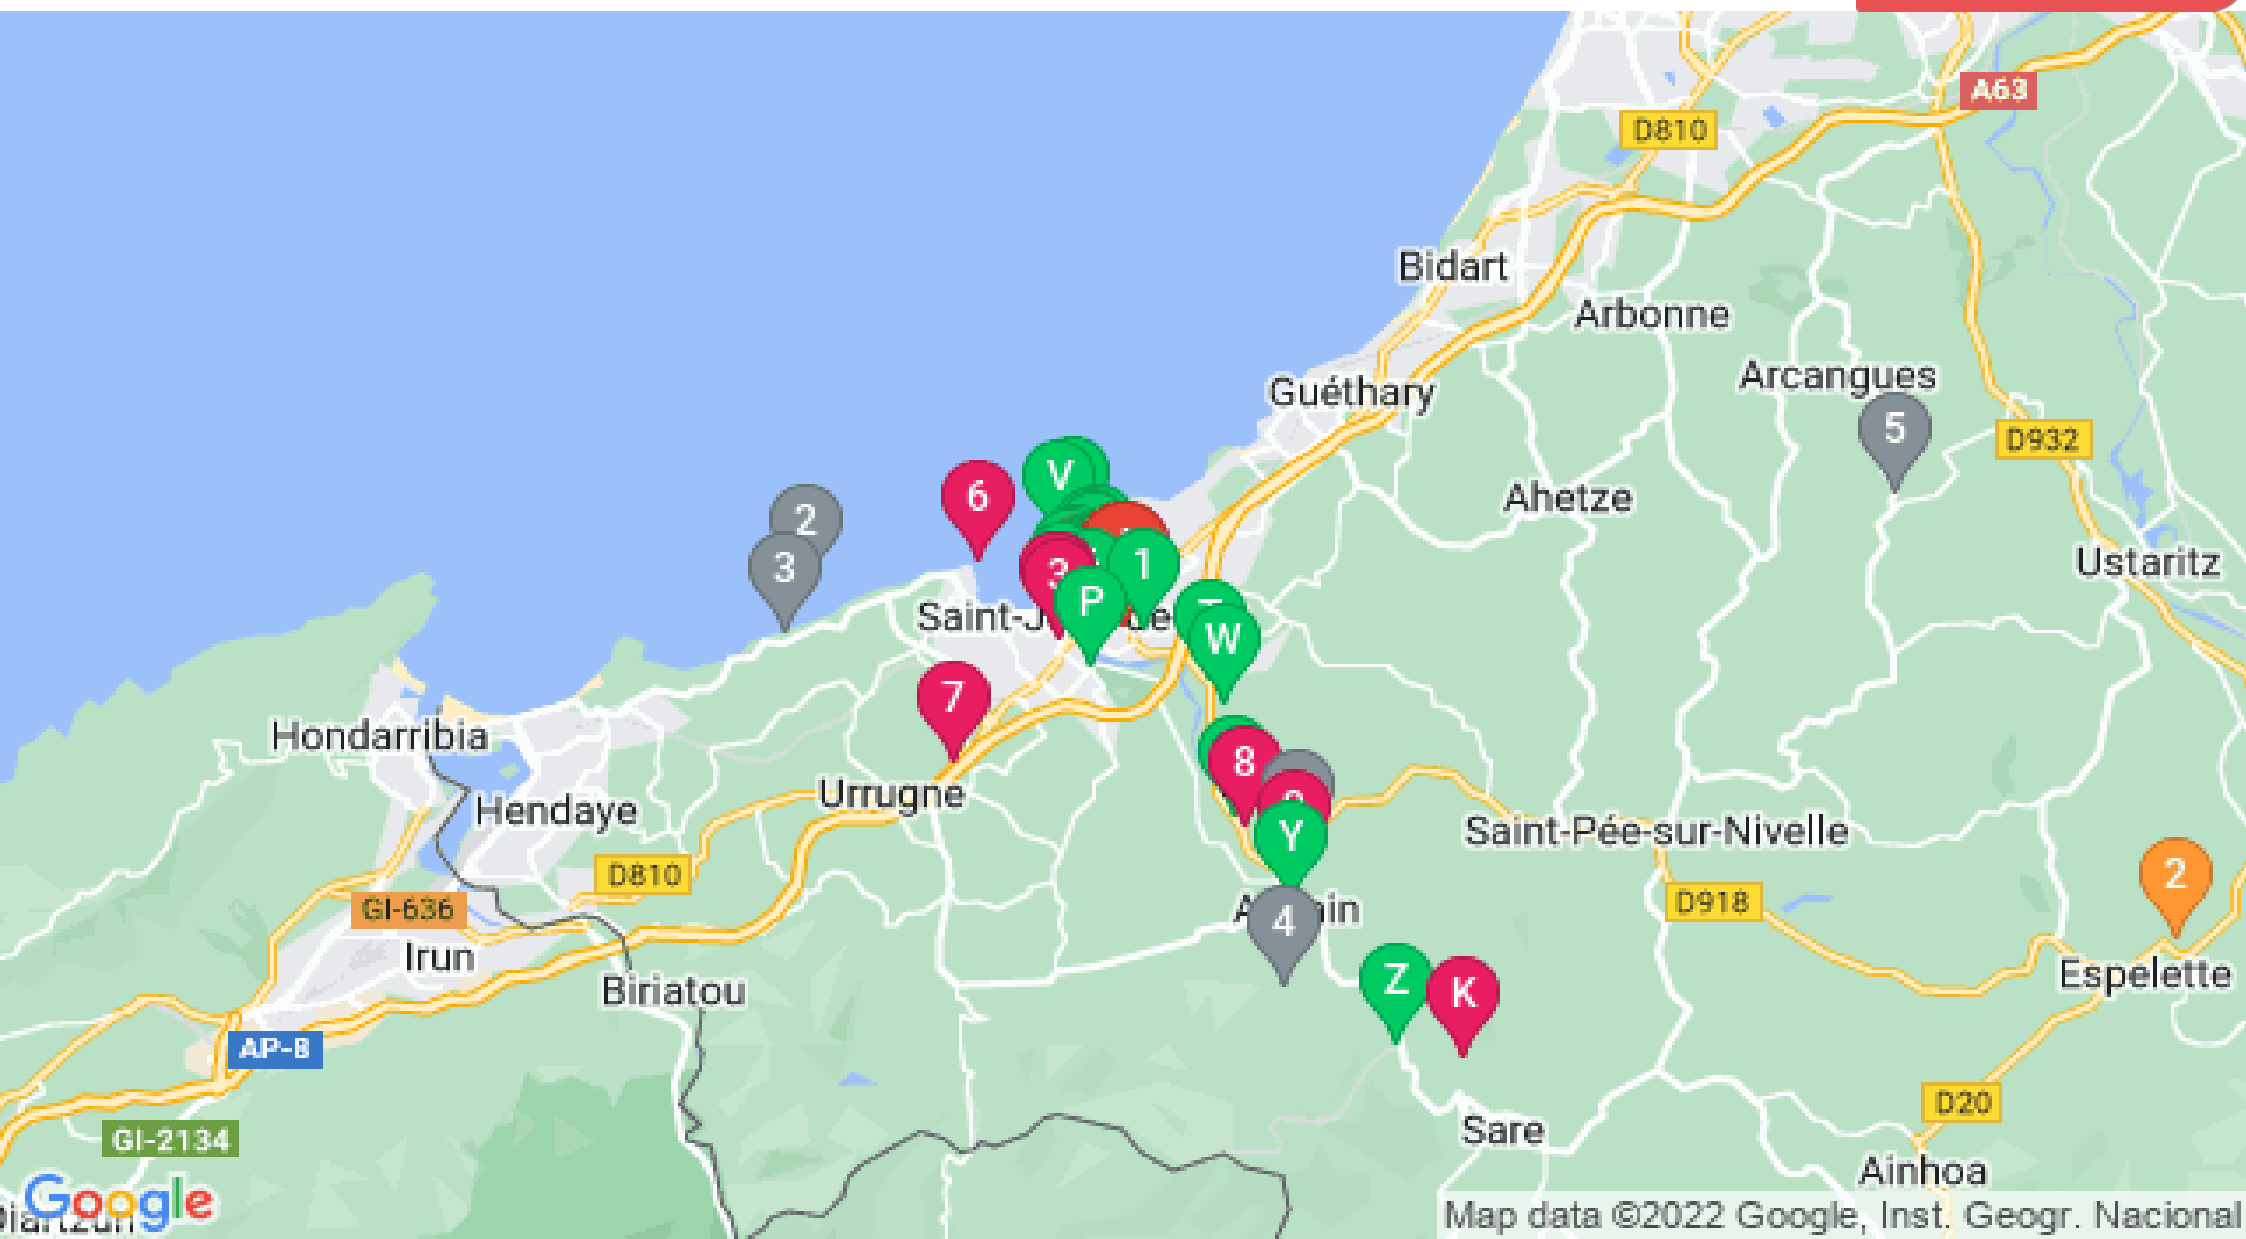 A63
D810
Bidart
Arbonne
Arcangues
Guéthary
5
D932
V
6
Ahetze
2
3
3
1
Ustaritz
P
W
7
Hondarribia
8
Urrugne
Hendaye
Y
Saint-Pée-sur-Nivelle
D810
2
D918
GI-636
4
Irun
Espelette
Z
K
Biriatou
AP-8
D20
GI-2134
Sare
Ainhoa
Google
Map data ©2022 Google, Inst. Geogr. Nacional